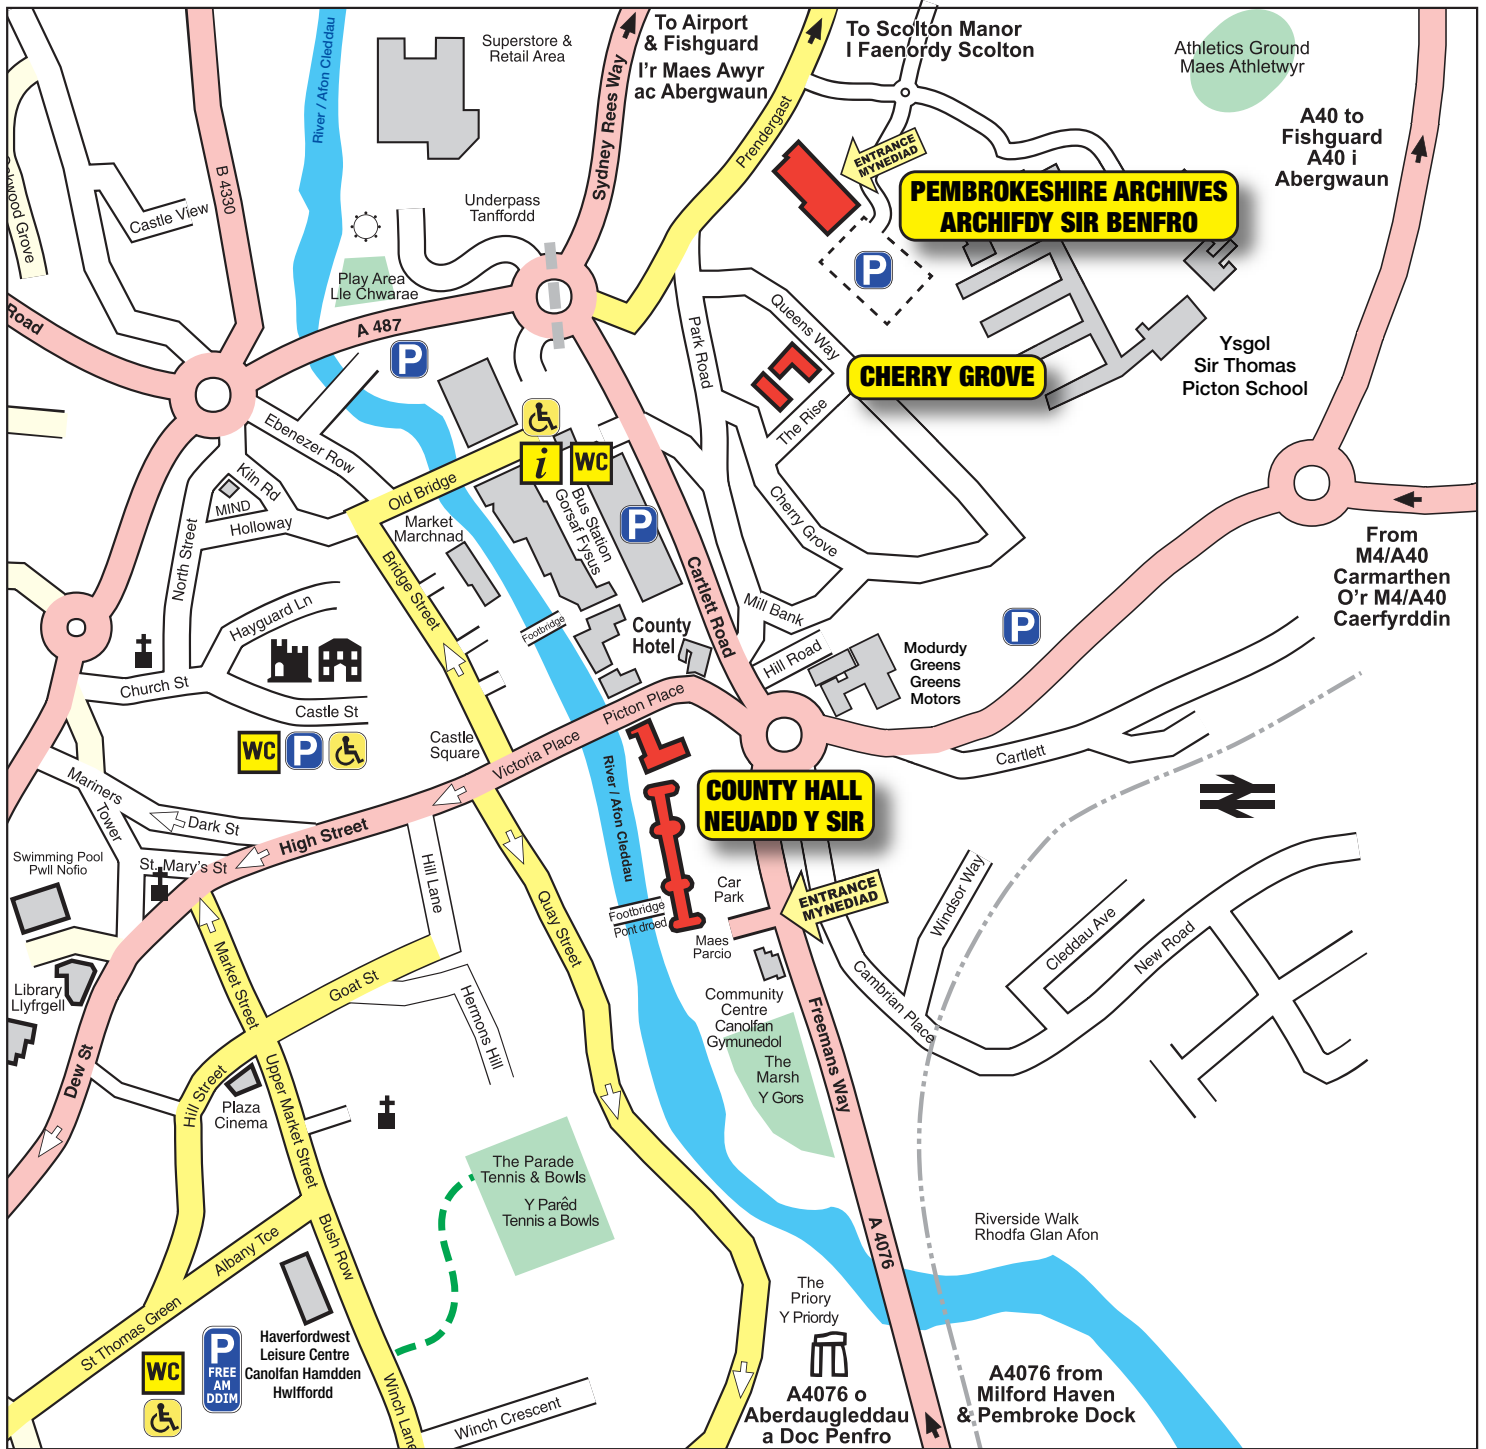 To Airport
& Fishguard
I'r Maes Awyr
ac Abergwaun
To Scolton Manor
I Faenordy Scolton
Athletics Ground
Maes Athletwyr
A40 to
Fishguard
A40 i
Abergwaun
Superstore &
Retail Area
River / Afon Cleddau
Sydney Rees Way
Prendergast
B 4330
Oakwood Grove
Castle View
Underpass
Tanffordd
Play Area
Lle Chwarae
ENTRANCE
MYNEDIAD
PEMBROKESHIRE ARCHIVES
ARCHIFDY SIR BENFRO
P
Road
A 487
P
Park Road
Queens Way
CHERRY GROVE
The Rise
Ysgol
Sir Thomas
Picton School
Ebenezer Row
Kiln Rd
MIND
Holloway
North Street
Old Bridge
i
WC
Bus Station
Gorsaf Fysus
P
Market
Marchnad
Bridge Street
Cherry Grove
Cartlett Road
Mill Bank
Hill Road
From
M4/A40
Carmarthen
O'r M4/A40
Caerfyrddin
P
Hayguard Ln
Church St
Castle St
WC
P
Footbridge
County
Hotel
Modurdy
Greens
Greens
Motors
Picton Place
Victoria Place
Castle
Square
Cartlett
River / Afon Cleddau
COUNTY HALL
NEUADD Y SIR
Mariners
Tower
Dark St
High Street
St. Mary's St
Swimming Pool
Pwll Nofio
Hill Lane
Quay Street
Car
Park
Maes
Parcio
ENTRANCE
MYNEDIAD
Footbridge
Pont droed
Windsor Way
Cleddau Ave
New Road
Cambrian Place
Library
Llyfrgell
Market Street
Goat St
Hermons Hill
Community
Centre
Canolfan
Gymunedol
The
Marsh
Y Gors
Freemans Way
Dew St
Hill Street
Plaza
Cinema
Upper Market Street
The Parade
Tennis & Bowls
Y Parêd
Tennis a Bowls
A 4076
Riverside Walk
Rhodfa Glan Afon
Albany Tce
Bush Row
St Thomas Green
The
Priory
Y Priordy
WC
P
FREE
AM
DDIM
Haverfordwest
Leisure Centre
Canolfan Hamdden
Hwlffordd
Winch Lane
Winch Crescent
A4076 o
Aberdaugleddau
a Doc Penfro
A4076 from
Milford Haven
& Pembroke Dock